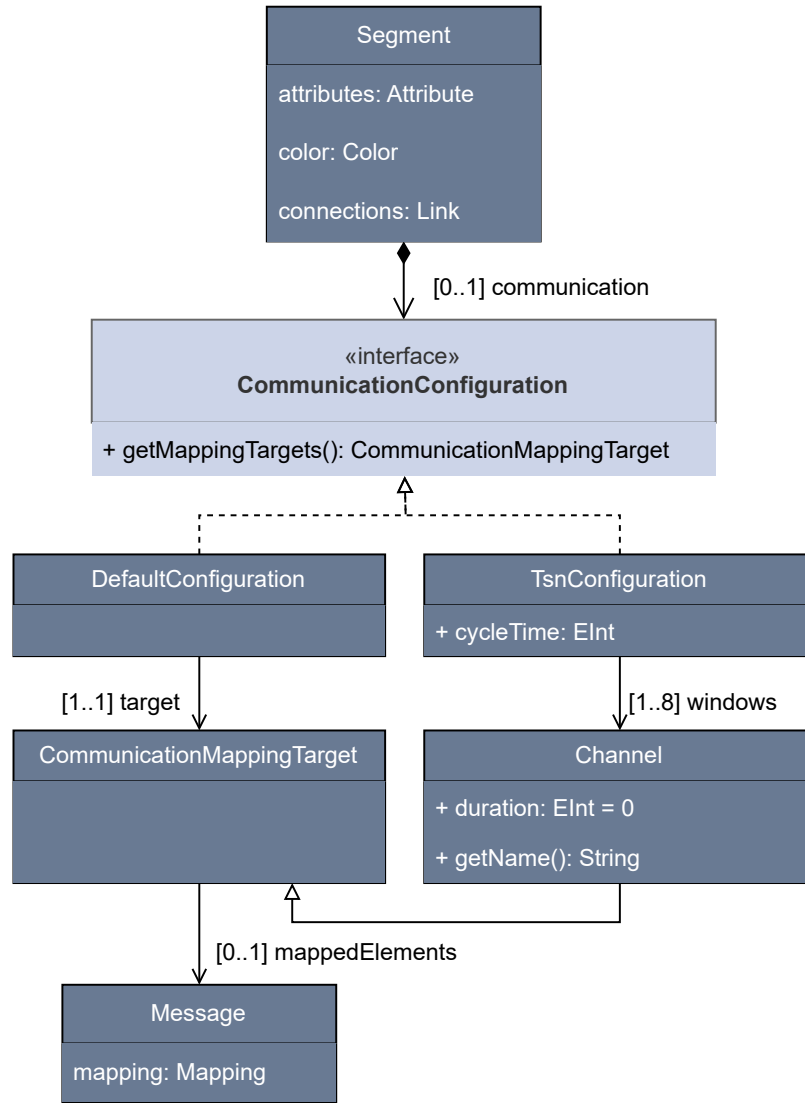 Segment
attributes: Attribute
color: Color
connections: Link
[0..1] communication
«interface»
CommunicationConfiguration
+ getMappingTargets(): CommunicationMappingTarget
DefaultConfiguration
TsnConfiguration
+ cycleTime: EInt
[1..1] target
[1..8] windows
CommunicationMappingTarget
Channel
+ duration: EInt = 0
+ getName(): String
[0..1] mappedElements
Message
mapping: Mapping